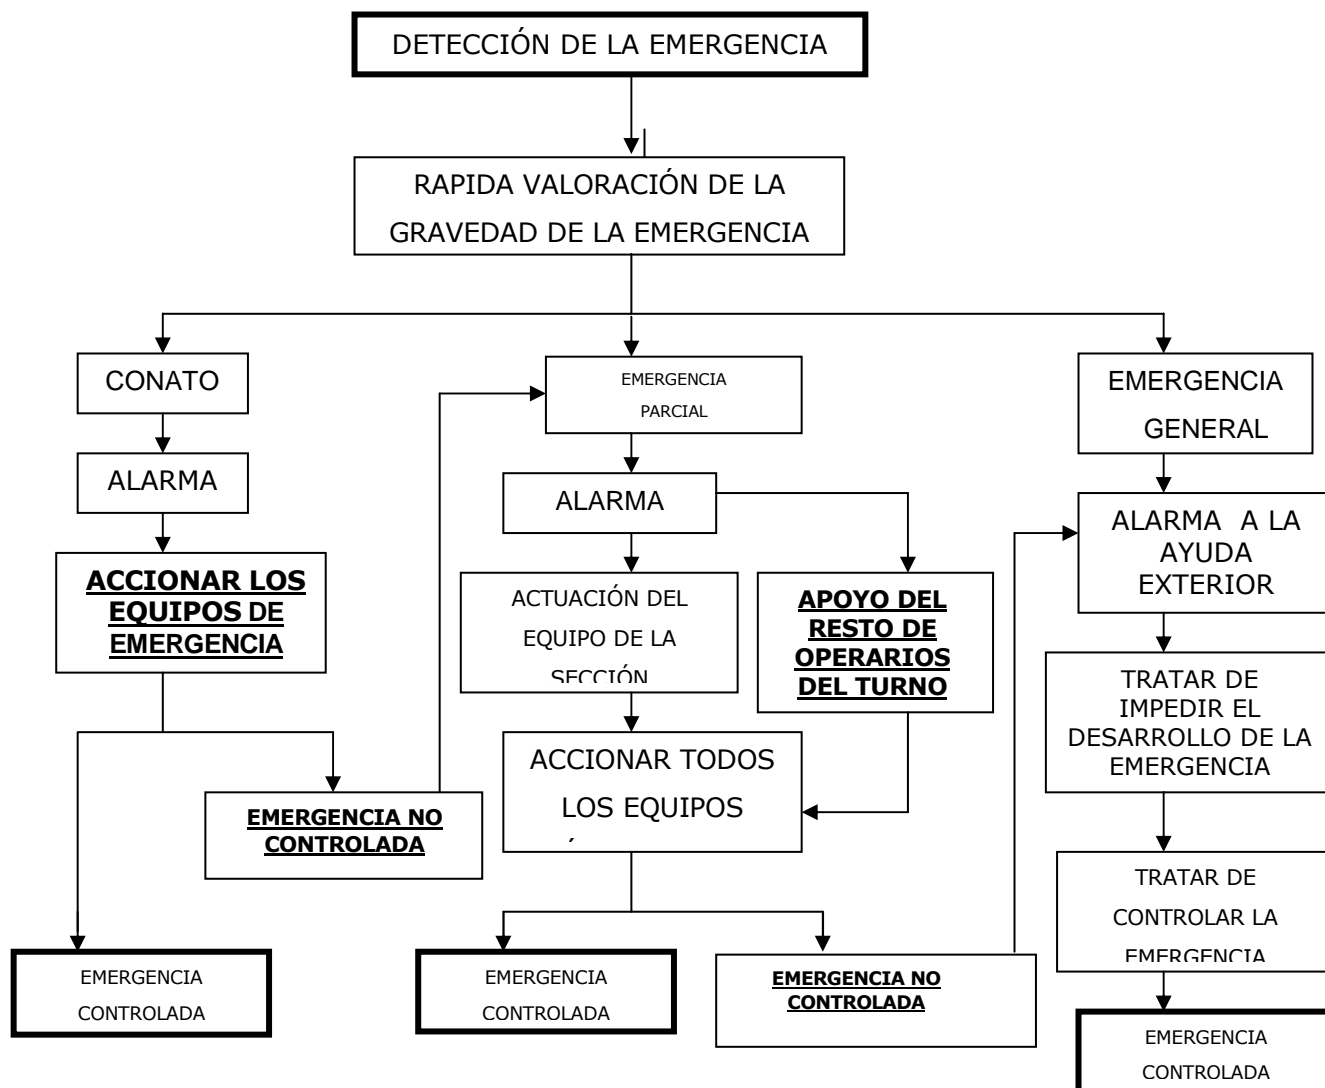 DETECCIÓN DE LA EMERGENCIA
RAPIDA VALORACIÓN DE LA
GRAVEDAD DE LA EMERGENCIA
CONATO
ALARMA
ACCIONAR LOS
EQUIPOS DE
EMERGENCIA
EMERGENCIA NO
CONTROLADA
EMERGENCIA
CONTROLADA
EMERGENCIA
PARCIAL
ALARMA
ACTUACIÓN DEL
EQUIPO DE LA
SECCIÓN
APOYO DEL
RESTO DE
OPERARIOS
DEL TURNO
ACCIONAR TODOS
LOS EQUIPOS
EMERGENCIA
CONTROLADA
EMERGENCIA NO
CONTROLADA
EMERGENCIA
GENERAL
ALARMA A LA
AYUDA
EXTERIOR
TRATAR DE
IMPEDIR EL
DESARROLLO DE LA
EMERGENCIA
TRATAR DE
CONTROLAR LA
EMERGENCIA
EMERGENCIA
CONTROLADA